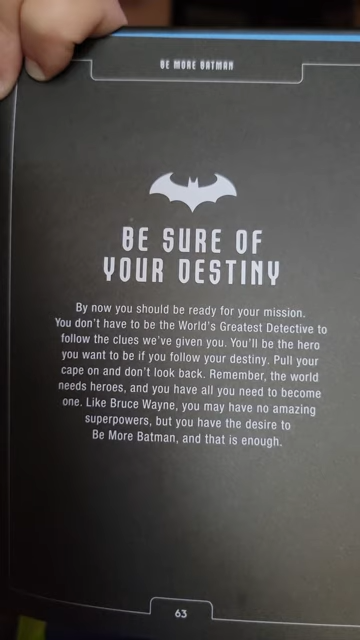 BE MORE BATMAN
BE SURE OF
YOUR DESTINY
By now you should be ready for your mission.
You don't have to be the World's Greatest Detective to
follow the clues we've given you. You'll be the hero
you want to be if you follow your destiny. Pull your
cape on and don't look back. Remember, the world
needs heroes, and you have all you need to become
one. Like Bruce Wayne, you may have no amazing
superpowers, but you have the desire to
Be More Batman, and that is enough.
63